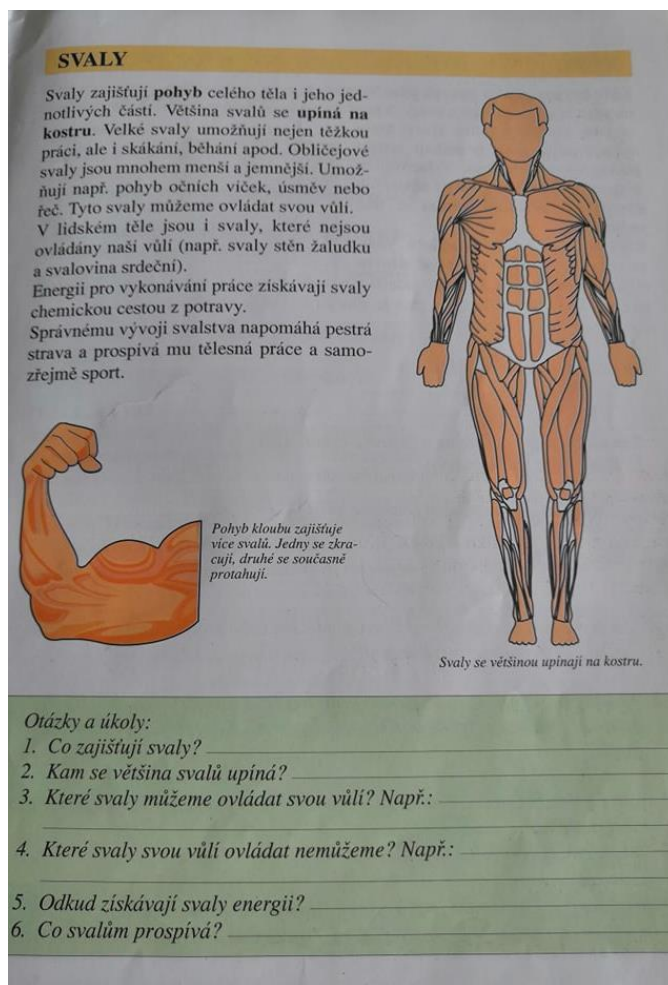 SVALY
Svaly zajišťují pohyb celého těla i jeho jed-
notlivých částí. Většina svalů se upíná na
kostru. Velké svaly umožňují nejen těžkou
práci, ale i skákání, běhání apod. Obličejové
svaly jsou mnohem menší a jemnější. Umož-
ňují např. pohyb očních víček, úsměv nebo
řeč. Tyto svaly můžeme ovládat svou vůlí.
V lidském těle jsou i svaly, které nejsou
ovládány naší vůlí (např. svaly stěn žaludku
a svalovina srdeční).
Energii pro vykonávání práce získávají svaly
chemickou cestou z potravy.
Správnému vývoji svalstva napomáhá pestrá
strava a prospívá mu tělesná práce a samo-
zřejmě sport.
Pohyb kloubu zajišťuje
více svalů. Jedny se zkra-
cují, druhé se současně
protahují.
Svaly se většinou upínají na kostru.
Otázky a úkoly:
1. Co zajišťují svaly?
2. Kam se většina svalů upíná?
3. Které svaly můžeme ovládat svou vůlí? Např.:
4. Které svaly svou vůlí ovládat nemůžeme? Např.:
5. Odkud získávají svaly energii?
6. Co svalům prospívá?